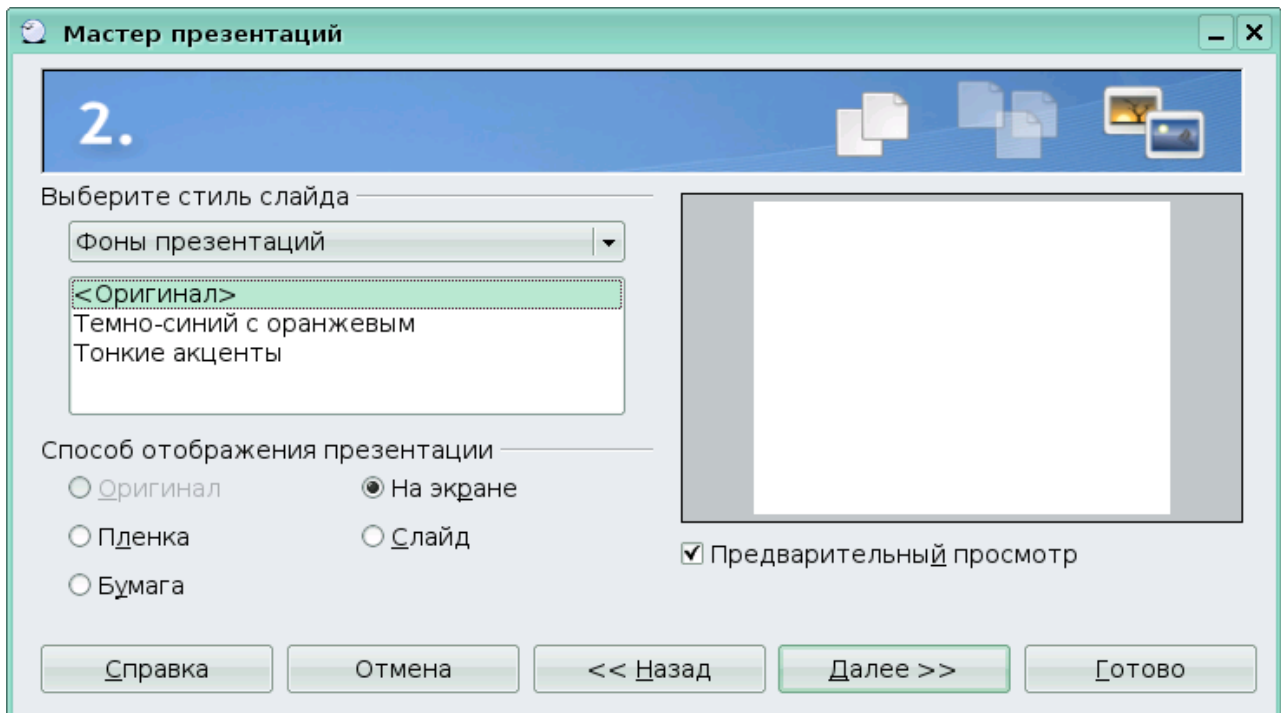 Мастер презентаций
2.
Выберите стиль слайда
Фоны презентаций
<Оригинал>
Темно-синий с оранжевым
Тонкие акценты
Способ отображения презентации
Оригинал
На экране
Пленка
Слайд
Бумага
Предварительный просмотр
Справка
Отмена
<< Назад
Далее >>
Готово